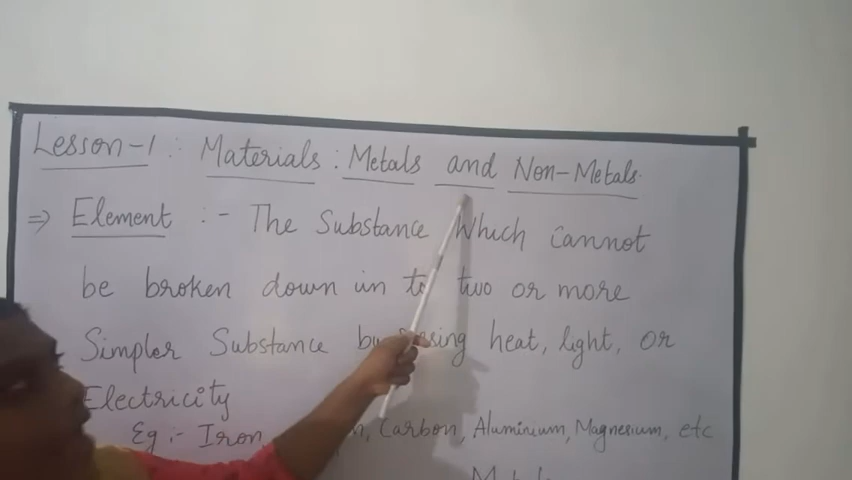 Lesson-1: Materials: Metals and Non-Metals.
⇒ Element :- The Substance Which cannot
be broken down in to two or more
Simpler Substance by heat, light, or
Electricity
Eg :- Iron, Carbon, Aluminium, Magnesium, etc